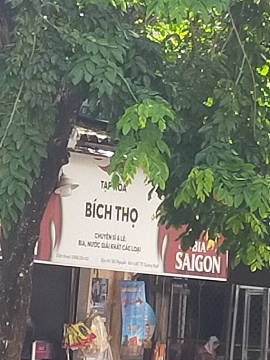 TẠP HÓA
BÍCH THỌ
CHUYÊN SỈ & LẺ:
BIA, NƯỚC GIẢI KHÁT CÁC LOẠI
BIA
SAIGON